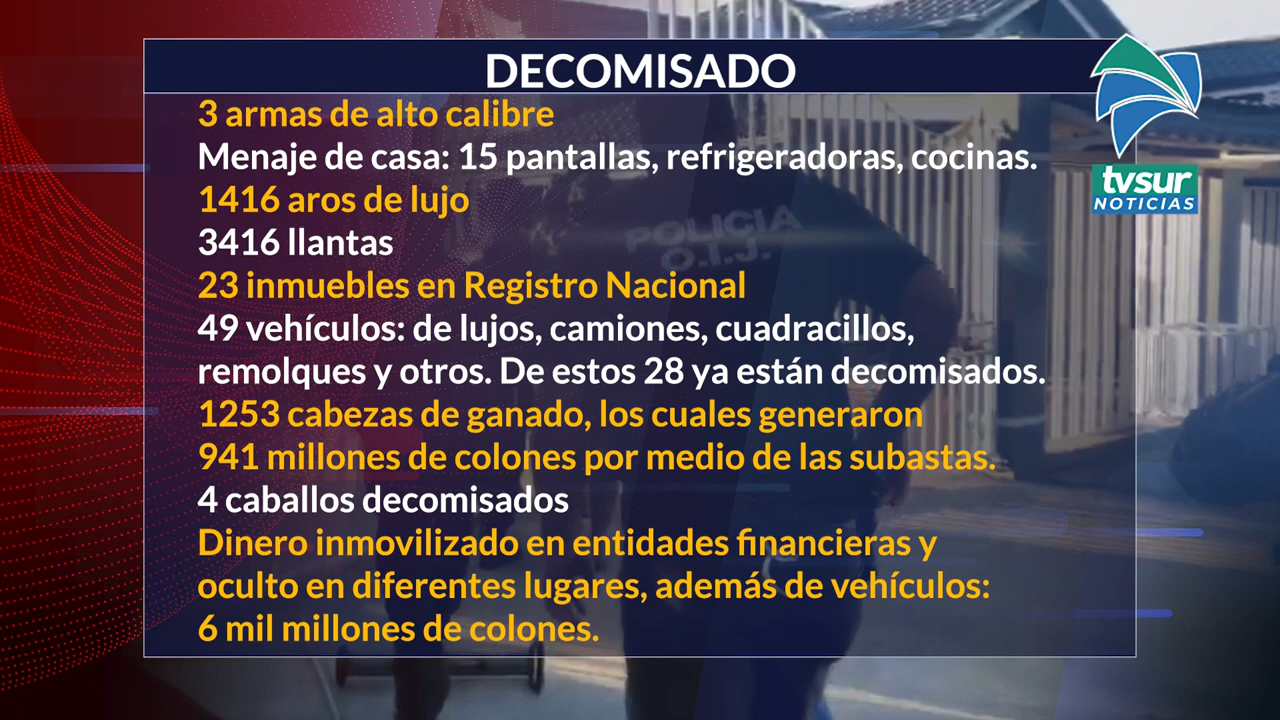 DECOMISADO
3 armas de alto calibre
Menaje de casa: 15 pantallas, refrigeradoras, cocinas.
1416 aros de lujo
3416 llantas
23 inmuebles en Registro Nacional
49 vehículos: de lujos, camiones, cuadracillos,
remolques y otros. De estos 28 ya están decomisados.
1253 cabezas de ganado, los cuales generaron
941 millones de colones por medio de las subastas.
4 caballos decomisados
Dinero inmovilizado en entidades financieras y
oculto en diferentes lugares, además de vehículos:
6 mil millones de colones.
tvsur
NOTICIAS
POLICIA
O.I.J.